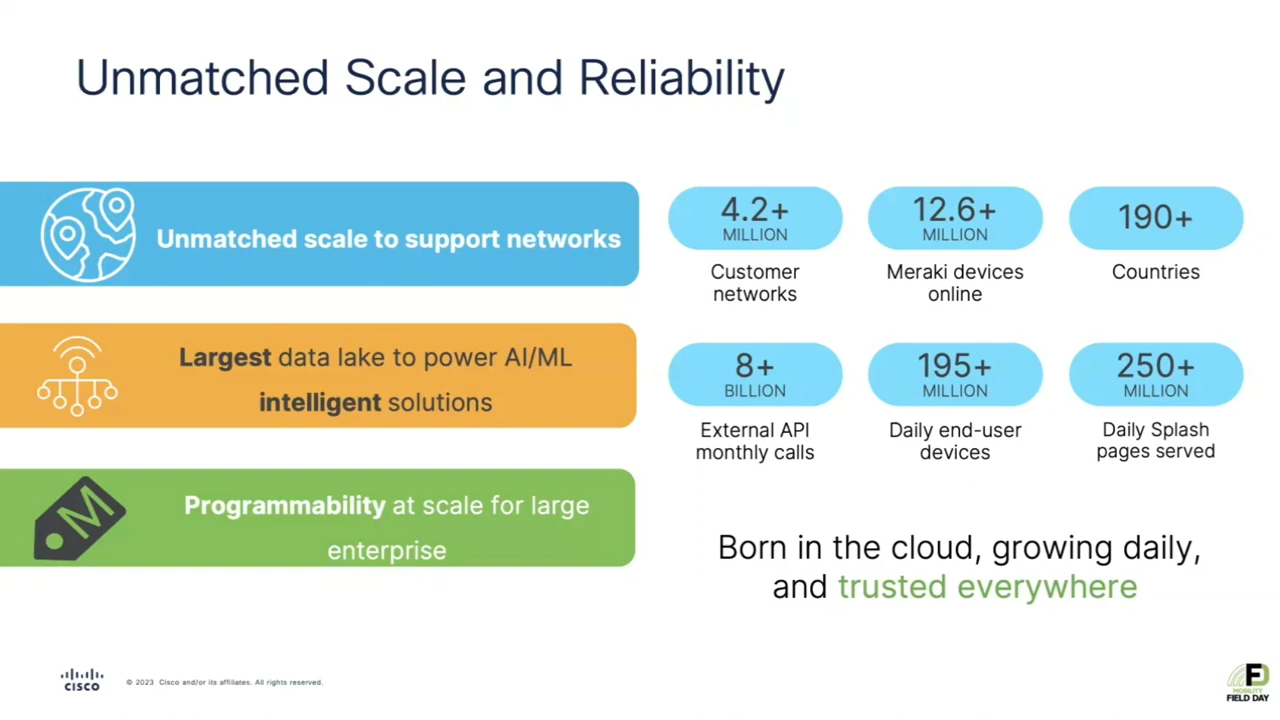 Unmatched Scale and Reliability
Unmatched scale to support networks
Largest data lake to power AI/ML
intelligent solutions
M
Programmability at scale for large
enterprise
4.2+
MILLION
Customer
networks
12.6+
MILLION
Meraki devices
online
190+
Countries
8+
BILLION
External API
monthly calls
195+
MILLION
Daily end-user
devices
250+
MILLION
Daily Splash
pages served
Born in the cloud, growing daily,
and trusted everywhere
CISCO
© 2023 Cisco and/or its affiliates. All rights reserved.
FD
MOBILITY
FIELD DAY